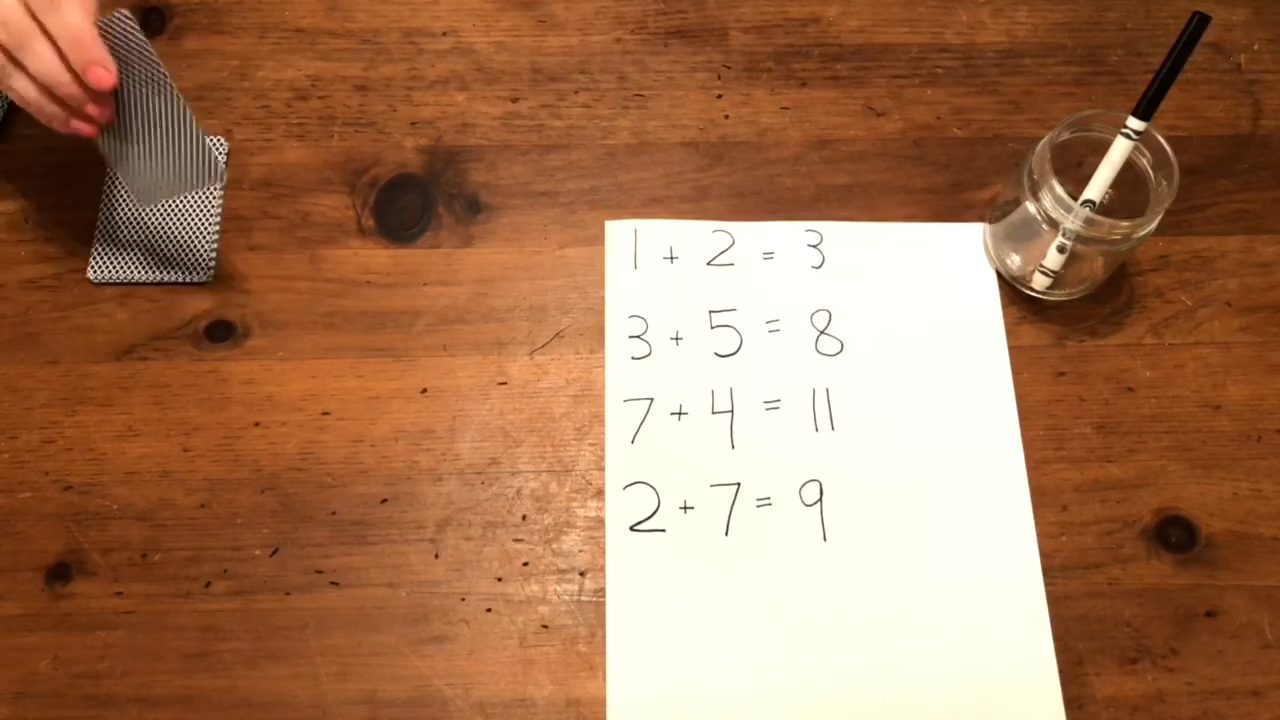 1 + 2 = 3
3 + 5 = 8
7 + 4 = 11
2 + 7 = 9